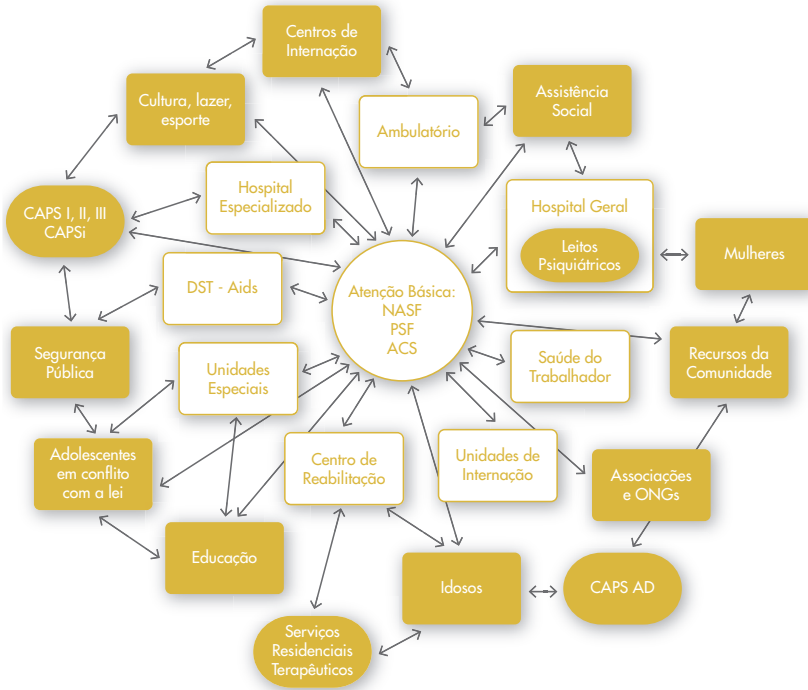 Centros de
Internação
Cultura, lazer,
esporte
Ambulatório
Assistência
Social
Hospital
Especializado
CAPS I, II, III
CAPSi
Hospital Geral
Leitos
Psiquiátricos
Mulheres
DST - Aids
Atenção Básica:
NASF
PSF
ACS
Segurança
Pública
Unidades
Especiais
Saúde do
Trabalhador
Recursos da
Comunidade
Adolescentes
em conflito
com a lei
Centro de
Reabilitação
Unidades de
Internação
Associações
e ONGs
Educação
Idosos
CAPS AD
Serviços
Residenciais
Terapêuticos